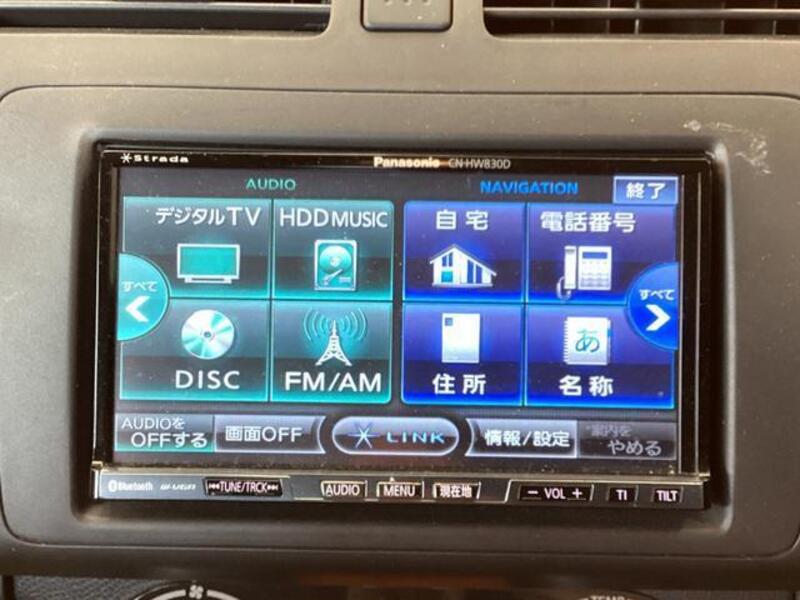 Strada
Panasonic CN-HW830D
AUDIO
NAVIGATION
終了
デジタルTV
HDD MUSIC
自宅
電話番号
すべて
すべて
DISC
FM/AM
住所
あ
名称
AUDIOを
OFFする
画面OFF
LINK
情報/設定
案内を
やめる
Bluetooth
TUNE/TRCK
AUDIO
MENU
現在地
− VOL +
TILT
TEMP